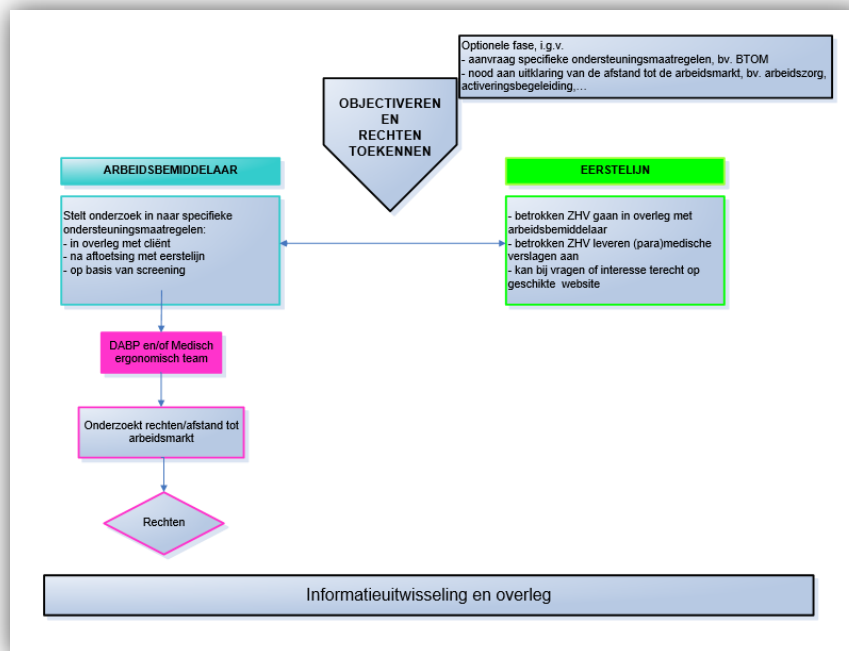 Optionele fase, i.g.v.
- aanvraag specifieke ondersteuningsmaatregelen, bv. BTOM
- nood aan uitklaring van de afstand tot de arbeidsmarkt, bv. arbeidszorg,
activeringsbegeleiding,...
OBJECTIVEREN
EN
RECHTEN
TOEKENNEN
ARBEIDSBEMIDDELAAR
EERSTELIJN
Stelt onderzoek in naar specifieke
ondersteuningsmaatregelen:
- in overleg met cliënt
- na aftoetsing met eerstelijn
- op basis van screening
- betrokken ZHV gaan in overleg met
arbeidsbemiddelaar
- betrokken ZHV leveren (para)medische
verslagen aan
- kan bij vragen of interesse terecht op
geschikte website
DABP en/of Medisch
ergonomisch team
Onderzoekt rechten/afstand tot
arbeidsmarkt
Rechten
Informatieuitwisseling en overleg